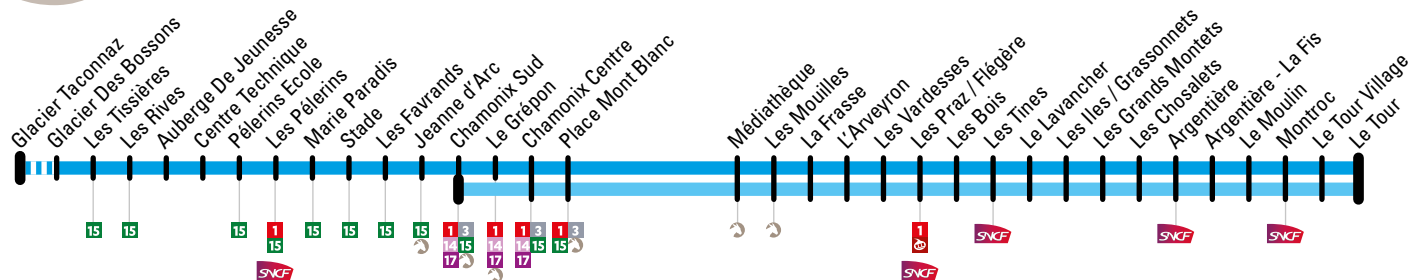 Glacier Taconnaz
Glacier Des Bossons
Les Tissières
Les Rives
Auberge De Jeunesse
Centre Technique
Pélerins Ecole
Les Pélerins
Marie Paradis
Stade
Les Favrands
Jeanne d'Arc
Chamonix Sud
Le Grépon
Chamonix Centre
Place Mont Blanc
Médiathèque
Les Mouilles
La Frasse
L'Arveyron
Les Vardesses
Les Praz / Flégère
Les Bois
Les Tines
Le Lavancher
Les Iles / Grassonnets
Les Grands Montets
Les Chosalets
Argentière
Argentière - La Fis
Le Moulin
Montroc
Le Tour Village
Le Tour
15 15 15 1 15 15 15 15 1 3 1 1 3 1 3 1 SNCF SNCF SNCF
15 14 15 14 14 15 15
17 17 17
SNCF SNCF